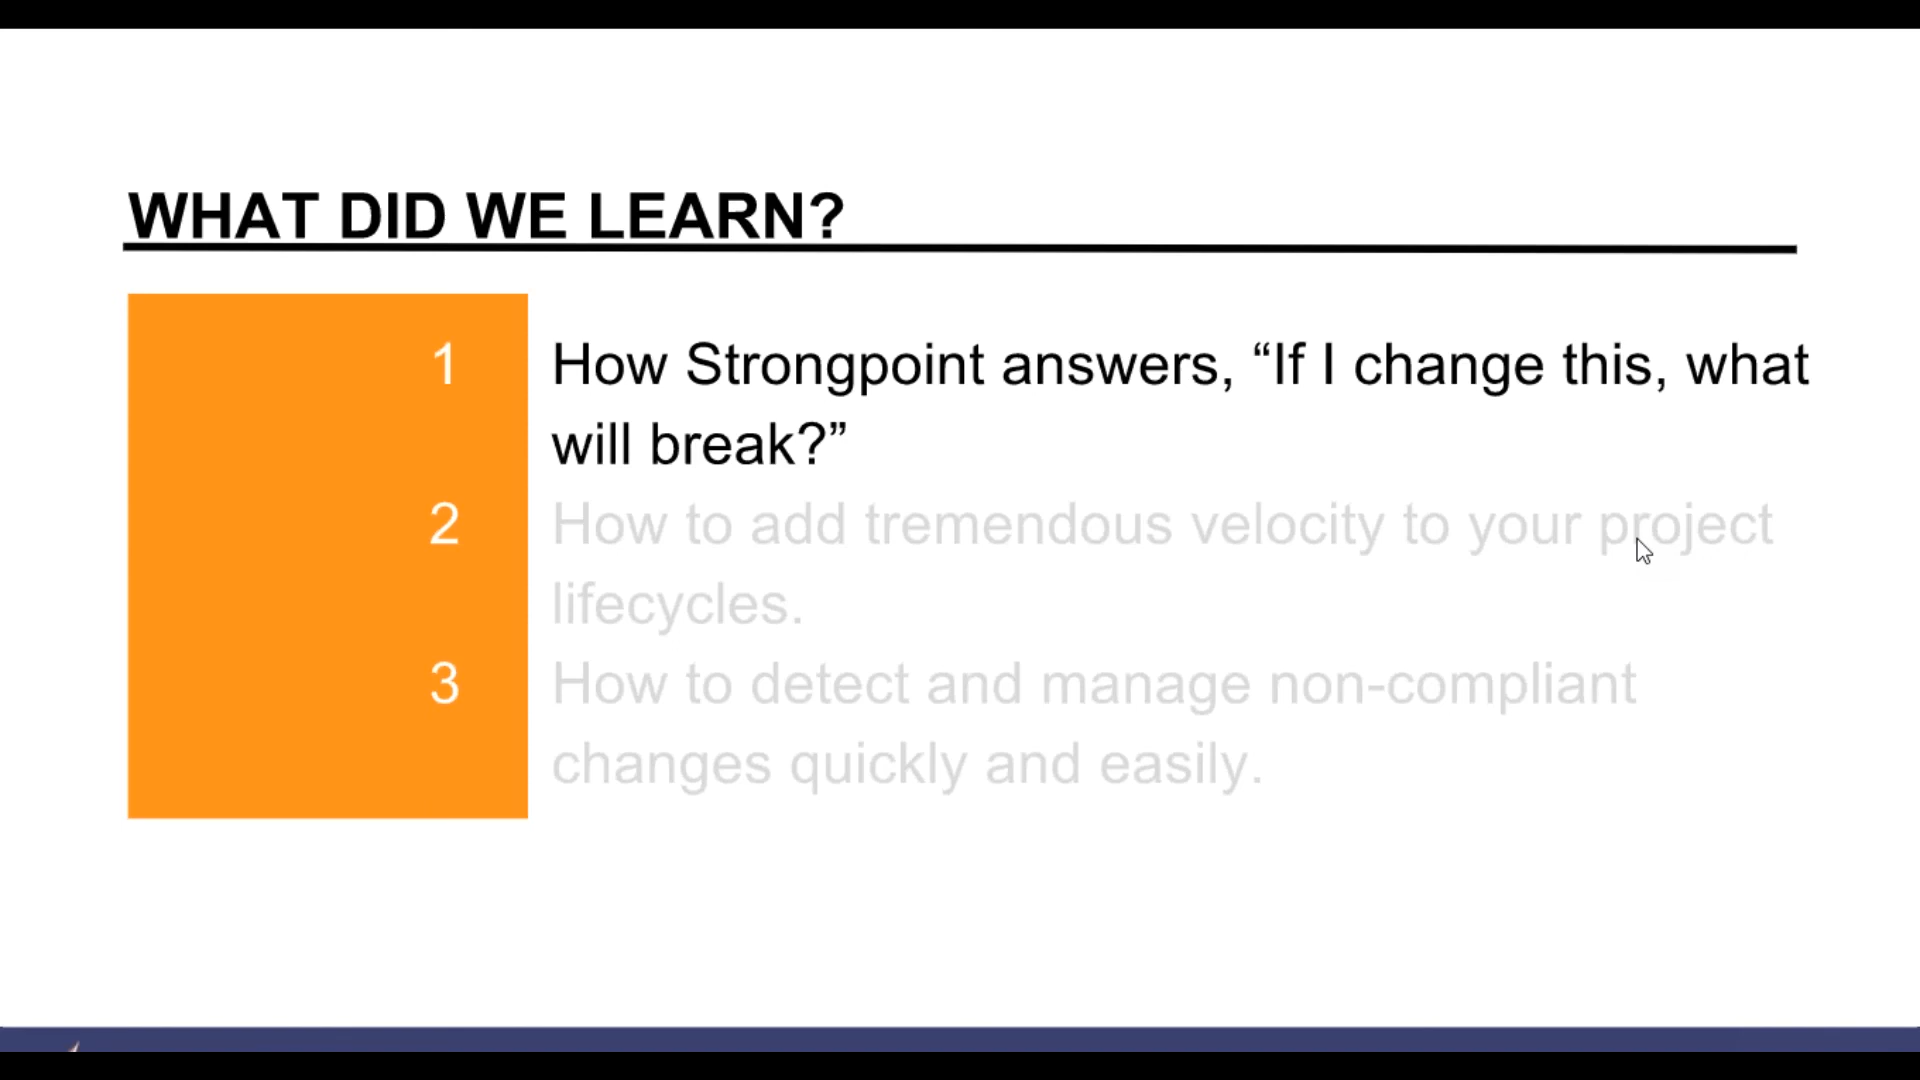 WHAT DID WE LEARN?
1 How Strongpoint answers, “If I change this, what
will break?”
2 How to add tremendous velocity to your project
lifecycles.
3 How to detect and manage non-compliant
changes quickly and easily.